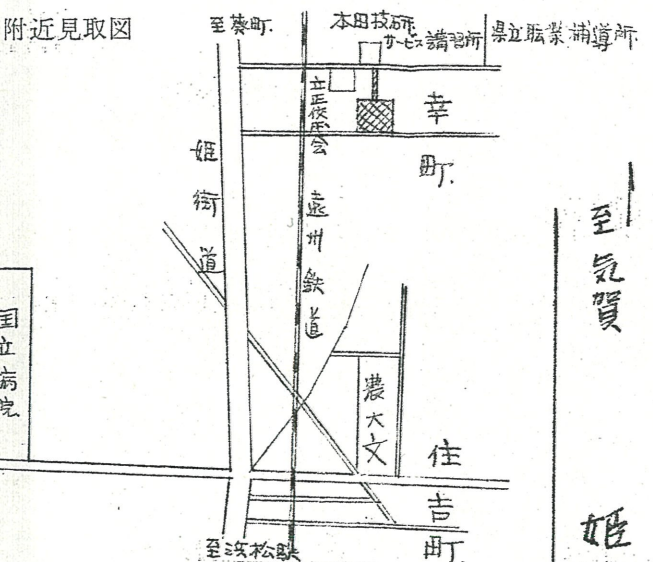 附近見取図
至葵町.
本田技研
サービス講習所
県立職業補導所
立正佼成会
幸町.
姫街道
遠州鉄道
至気賀
国立病院
農大
文
住吉町
姫
至浜松駅